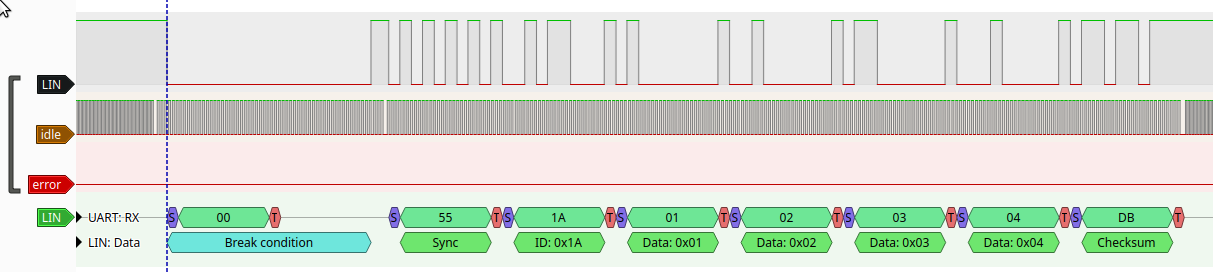 LIN
idle
error
LIN UART: RX S 00 T S 55 T S 1A T S 01 T S 02 T S 03 T S 04 T S DB T
LIN: Data Break condition Sync ID: 0x1A Data: 0x01 Data: 0x02 Data: 0x03 Data: 0x04 Checksum